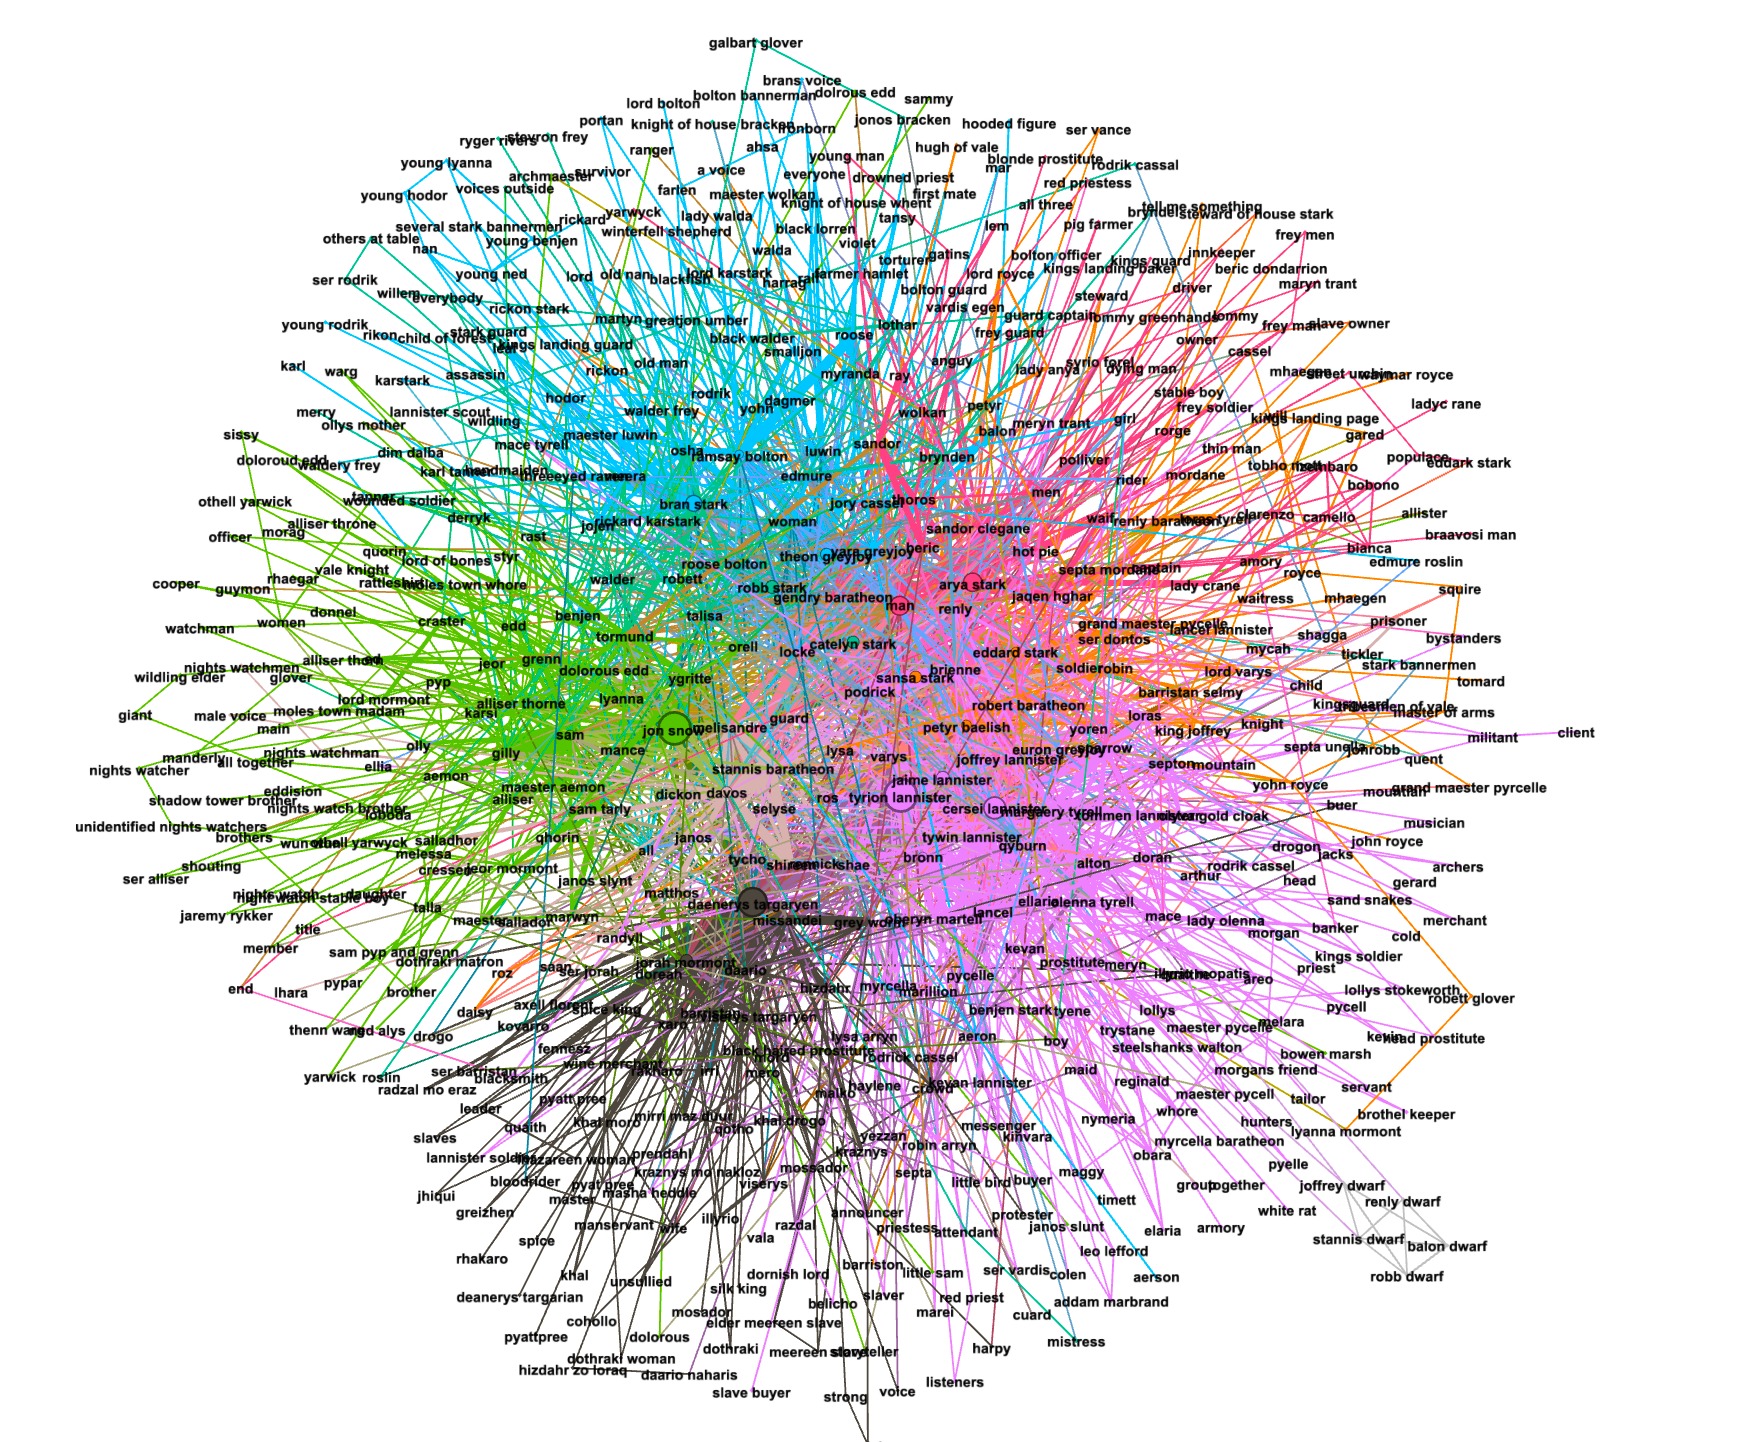 galbart glover
brans voice
bolton bannerman
dolrous edd
sammy
lord bolton
portan
knight of house bracken
ironborn
jonos bracken
hooded figure
ser vance
ryger rivers
stevron frey
ranger
ahsa
young man
hugh of vale
blonde prostitute
mar
rodrik cassal
young lyanna
archmaester
survivor
a voice
everyone
drowned priest
red priestess
young hodor
voices outside
farlen
maester wolkan
first mate
knight of house whent
all three
tell me something
steward of house stark
rickard
yarwyck
lady walda
tansy
several stark bannermen
winterfell shepherd
black lorren
lem
pig farmer
frey men
others at table
nan
young benjen
walda
violet
gatins
bolton officer
innkeeper
ser rodrik
young ned
lord
old nan
blackfish
lord karstark
harrag
farmer hamlet
torturer
lord royce
kings landing baker
kings guard
beric dondarrion
maryn trant
willem
everybody
rickon stark
bolton guard
vardis egen
steward
driver
young rodrik
martyn
greatjon umber
lothar
guard captain
tommy greenhands
lommy
frey man
slave owner
rikon
child of forest
stark guard
kings landing guard
black walder
roose
frey guard
owner
leaf
smalljon
cassel
karl
warg
karstark
assassin
rickon
old man
myranda
ray
anguy
lady anya
syrio forel
dying man
mhaegen
street urchin
waymar royce
hodor
rodrik
yohn
dagmer
wolkan
petyr
stable boy
frey soldier
ladyc rane
merry
lannister scout
wildling
walder frey
balon
meryn trant
girl
will
kings landing page
ollys mother
sissy
mace tyrell
maester luwin
sandor
rorge
gared
doloroud edd
waldery frey
dim dalba
osha
ramsay bolton
luwin
brynden
polliver
thin man
populace
eddark stark
karl tanner
handmaiden
threeeyed raven
meera
edmure
rider
mordane
tobho mott
zembaro
bobono
othell yarwick
tanner
wounded soldier
bran stark
jory cassel
thoros
men
alliser throne
morag
derryk
jojen
rickard karstark
woman
sandor clegane
waif
renly baratheon
loras tyrell
clarenzo
camello
allister
officer
quorin
lord of bones
styr
rast
theon greyjoy
yara greyjoy
beric
hot pie
bianca
braavosi man
vale knight
roose bolton
septa mordane
captain
amory
edmure roslin
cooper
guymon
rhaegar
rattleshirt
moles town whore
walder
robett
robb stark
gendry baratheon
arya stark
jaqen hghar
lady crane
royce
squire
man
renly
waitress
mhaegen
watchman
women
donnel
craster
edd
benjen
talisa
grand maester pycelle
lancel lannister
prisoner
tormund
catelyn stark
ser dontos
shagga
bystanders
nights watchmen
alliser thorn
ed
jeor
grenn
orell
locke
eddard stark
mycah
tickler
wildling elder
glover
pyp
dolorous edd
ygritte
sansa stark
brienne
soldier
robin
lord varys
stark bannermen
child
tomard
lord mormont
alliser thorne
lyanna
podrick
barristan selmy
giant
male voice
moles town madam
karsi
robert baratheon
kingsguard
tribesmen of vale
master of arms
main
sam
jon snow
melisandre
guard
petyr baelish
yoren
loras
king joffrey
knight
militant
client
manderly
nights watchman
olly
gilly
mance
lysa
varys
euron greyjoy
sparrow
septa unella
jonrobb
nights watcher
all together
ellia
aemon
stannis baratheon
joffrey lannister
septon
mountain
quent
eddision
maester aemon
jaime lannister
yohn royce
mountian
grand maester pyrcelle
shadow tower brother
nights watch brother
loboda
alliser
sam tarly
dickon
davos
selyse
ros
tyrion lannister
cersei lannister
margaery tyrell
tommen lannister
gold cloak
buer
musician
unidentified nights watchers
brothers
othell yarwyck
salladhor
melessa
qhorin
janos
tywin lannister
qyburn
john royce
shouting
ser alliser
cressen
jeor mormont
all
tycho
shireen
rennick
shae
bronn
alton
doran
drogon
jacks
archers
rodrik cassel
arthur
head
gerard
nights watch
night watch stable boy
daughter
janos slynt
matthos
jaremy rykker
talla
maester
sallador
marwyn
daenerys targaryen
missandei
grey worm
oberyn martell
lancel
ellaria
olenna tyrell
mace
lady olenna
sand snakes
merchant
title
randyll
morgan
banker
cold
member
sam pyp and grenn
dothraki matron
roz
saan
ser jorah
jorah mormont
doreah
daario
kevan
prostitute
meryn
kings soldier
priest
end
lhara
pypar
brother
hizdahr
myrcella
pycelle
marillion
areo
lollys stokeworth
robett glover
daisy
axell florent
spice king
barristan
viserys targaryen
benjen stark
tyene
lollys
pycell
thenn warg
ned alys
drogo
kovarro
xaro
lysa arryn
aeron
trystane
maester pycelle
melara
kevin
head prostitute
fennesz
black haired prostitute
mord
rodrick cassel
boy
steelshanks walton
bowen marsh
yarwick
roslin
ser barristan
wine merchant
rakharo
irri
mero
maid
morgans friend
radzal mo eraz
blacksmith
haylene
malko
crowd
kevan lannister
reginald
servant
leader
pyatt pree
maester pycell
tailor
slaves
quaith
khal moro
mirri maz duur
qotho
khal drogo
messenger
nymeria
whore
hunters
brothel keeper
lannister soldier
prendahl
yezzan
kraznys
robin arryn
kinvara
myrcella baratheon
lyanna mormont
bloodrider
kraznys mo nakloz
mossador
septa
maggy
obara
pyelle
jhiqui
master
pyat pree
masha heddle
viserys
little bird
buyer
timett
group
together
joffrey dwarf
greizhen
manservant
wife
illyrio
razdal
announcer
priestess
attendant
protester
janos slunt
elaria
armory
white rat
renly dwarf
rhakaro
spice
vala
stannis dwarf
balon dwarf
khal
unsullied
dornish lord
barriston
little sam
ser vardis
colen
leo lefford
aerson
robb dwarf
deanerys targarian
silk king
belicho
slaver
red priest
addam marbrand
cohollo
mosador
elder meereen slave
marei
cuard
pyattpree
dolorous
mistress
dothraki woman
dothraki
meereen slave
storyteller
harpy
hizdahr zo loraq
daario naharis
slave buyer
strong
voice
listeners